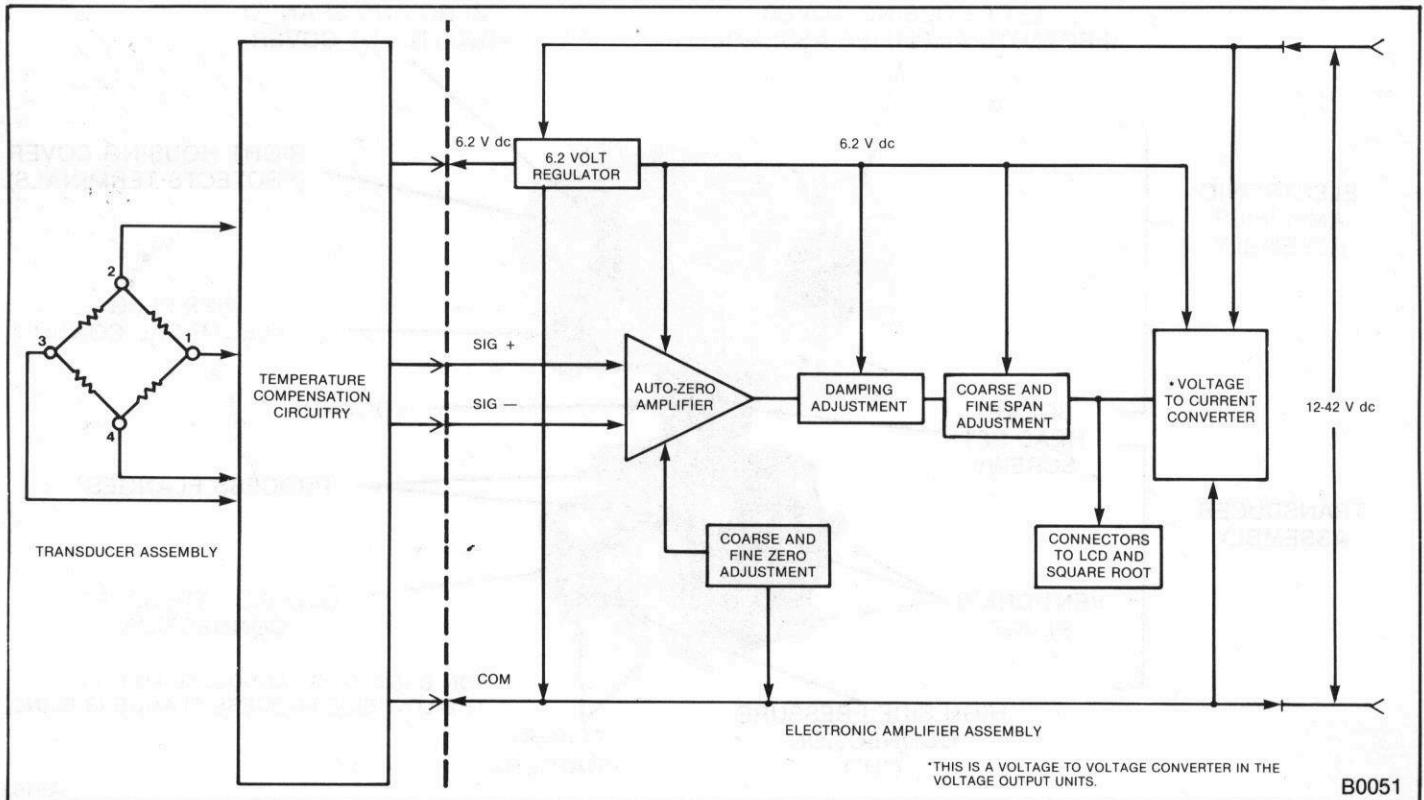 6.2 V dc
6.2 VOLT
REGULATOR
6.2 V dc
2
3
1
4
TEMPERATURE
COMPENSATION
CIRCUITRY
SIG +
SIG —
AUTO-ZERO
AMPLIFIER
DAMPING
ADJUSTMENT
COARSE AND
FINE SPAN
ADJUSTMENT
* VOLTAGE
TO CURRENT
CONVERTER
12-42 V dc
TRANSDUCER ASSEMBLY
COARSE AND
FINE ZERO
ADJUSTMENT
CONNECTORS
TO LCD AND
SQUARE ROOT
COM
ELECTRONIC AMPLIFIER ASSEMBLY
*THIS IS A VOLTAGE TO VOLTAGE CONVERTER IN THE
VOLTAGE OUTPUT UNITS.
B0051